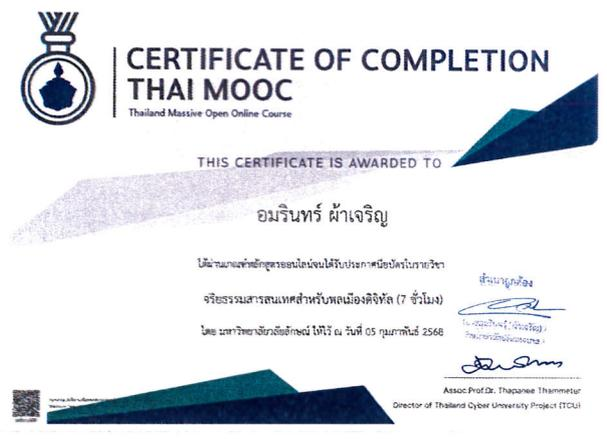 CERTIFICATE OF COMPLETION
THAI MOOC
Thailand Massive Open Online Course
THIS CERTIFICATE IS AWARDED TO
อมรินทร์ ผ้าเจริญ
ได้ผ่านเกณฑ์หลักสูตรออนไลน์จนได้รับประกาศนียบัตรในรายวิชา
จริยธรรมสารสนเทศสำหรับพลเมืองดิจิทัล (7 ชั่วโมง)
โดย มหาวิทยาลัยวลัยลักษณ์ ให้ไว้ ณ วันที่ 05 กุมภาพันธ์ 2568
สำเนาถูกต้อง
Assoc.Prof.Dr. Thapanee Thammetar
Director of Thailand Cyber University Project (TCU)